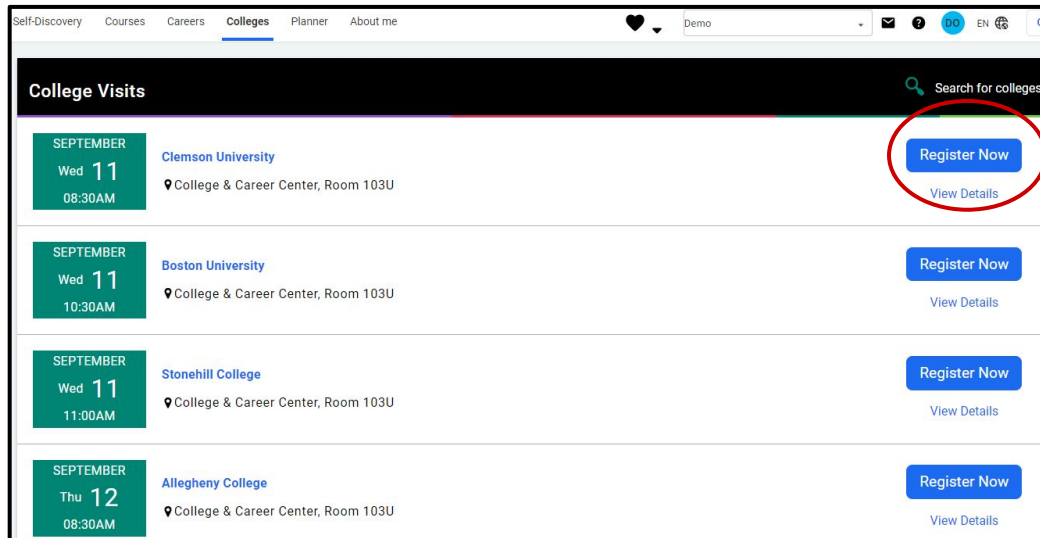 Self-Discovery Courses Careers Colleges Planner About me Demo DO EN
College Visits Search for colleges
SEPTEMBER
Wed 11
08:30AM
Clemson University
College & Career Center, Room 103U
Register Now
View Details
SEPTEMBER
Wed 11
10:30AM
Boston University
College & Career Center, Room 103U
Register Now
View Details
SEPTEMBER
Wed 11
11:00AM
Stonehill College
College & Career Center, Room 103U
Register Now
View Details
SEPTEMBER
Thu 12
08:30AM
Allegheny College
College & Career Center, Room 103U
Register Now
View Details